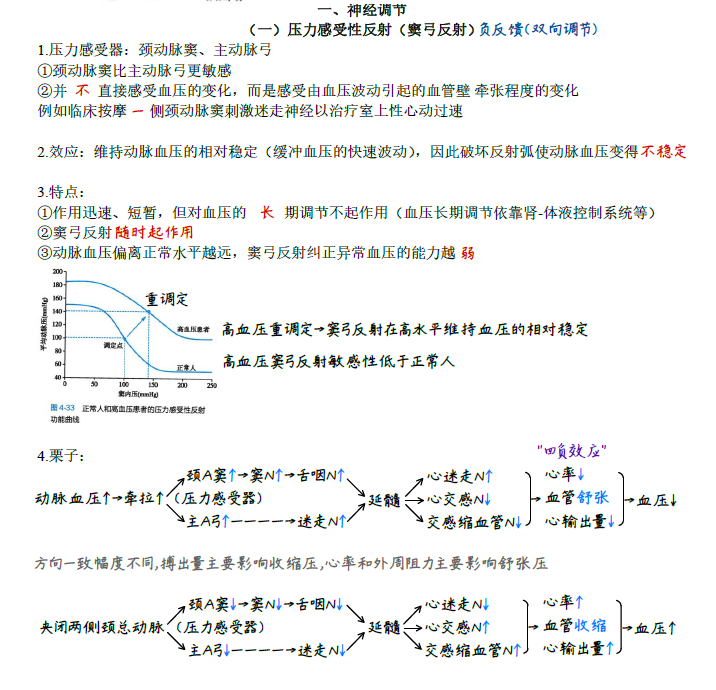 一、神经调节
（一）压力感受性反射（窦弓反射）负反馈(双向调节)
1.压力感受器：颈动脉窦、主动脉弓
①颈动脉窦比主动脉弓更敏感
②并 不 直接感受血压的变化，而是感受由血压波动引起的血管壁 牵张程度的变化
例如临床按摩 一 侧颈动脉窦刺激迷走神经以治疗室上性心动过速
2.效应：维持动脉血压的相对稳定（缓冲血压的快速波动），因此破坏反射弧使动脉血压变得不稳定
3.特点：
①作用迅速、短暂，但对血压的 长 期调节不起作用（血压长期调节依靠肾-体液控制系统等）
②窦弓反射随时起作用
③动脉血压偏离正常水平越远，窦弓反射纠正异常血压的能力越 弱
平均动脉压(mmHg)
200
180
160
140
120
100
80
60
40
重调定
高血压患者
调定点
正常人
0 50 100 150 200 250
窦内压(mmHg)
高血压重调定→窦弓反射在高水平维持血压的相对稳定
高血压窦弓反射敏感性低于正常人
图 4-33 正常人和高血压患者的压力感受性反射
功能曲线
4.栗子：
"四负效应"
颈A窦↑→窦N↑→舌咽N↑ 心迷走N↑ 心率↓
动脉血压↑→牵拉↑（压力感受器） 延髓 心交感N↓ 血管舒张 血压↓
主A弓↑-----→迷走N↑ 交感缩血管N↓ 心输出量↓
方向一致幅度不同,搏出量主要影响收缩压,心率和外周阻力主要影响舒张压
颈A窦↓→窦N↓→舌咽N↓ 心迷走N↓ 心率↑
夹闭两侧颈总动脉（压力感受器） 延髓 心交感N↑ 血管收缩 血压↑
主A弓↓-----→迷走N↓ 交感缩血管N↑ 心输出量↑